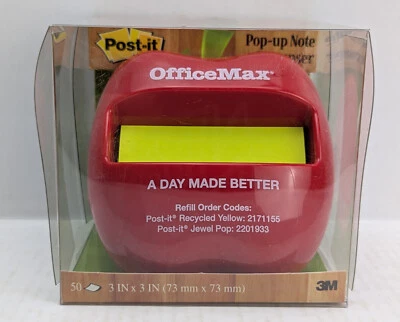 Post-it
Pop-up Note
OfficeMax
A DAY MADE BETTER
Refill Order Codes:
Post-it® Recycled Yellow: 2171155
Post-it® Jewel Pop: 2201933
50 3 IN x 3 IN (73 mm x 73 mm)
3M